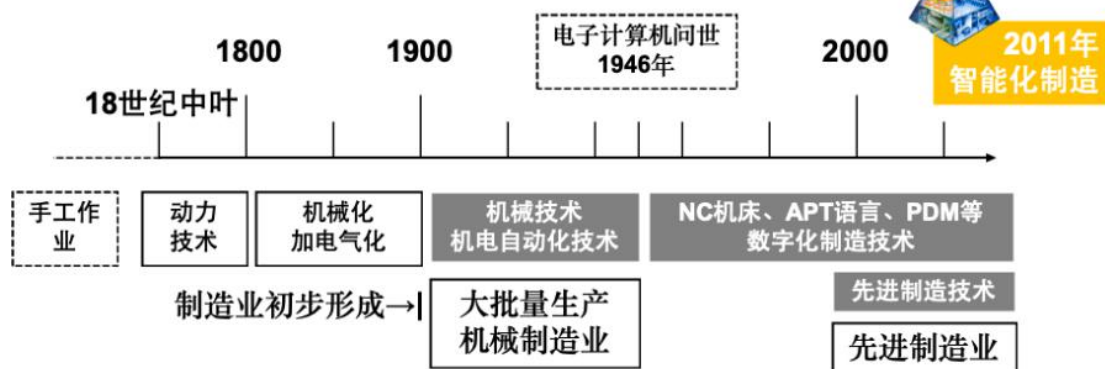 1800
1900
电子计算机问世
1946年
2000
2011年
智能化制造
18世纪中叶
手工作
业
动力
技术
机械化
加电气化
机械技术
机电自动化技术
NC机床、APT语言、PDM等
数字化制造技术
制造业初步形成→
大批量生产
机械制造业
先进制造技术
先进制造业